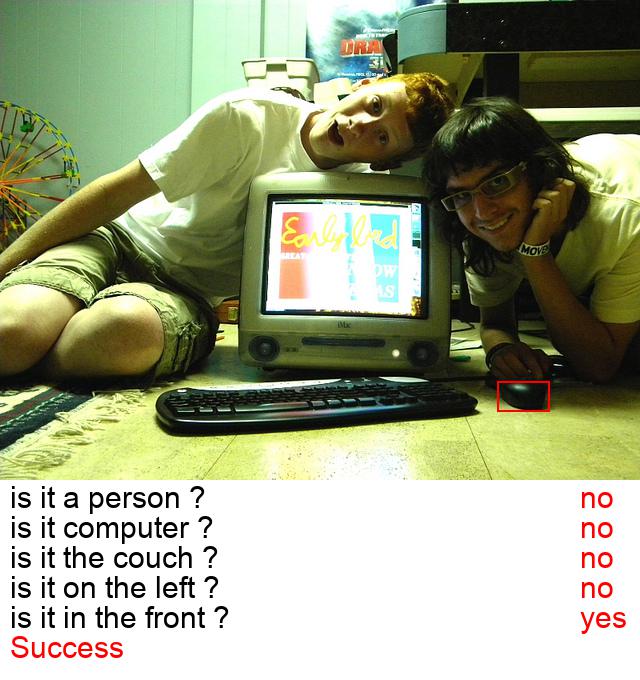 DRA
Early bird
GREAT
iMac
MOVE
is it a person ? no
is it computer ? no
is it the couch ? no
is it on the left ? no
is it in the front ? yes
Success